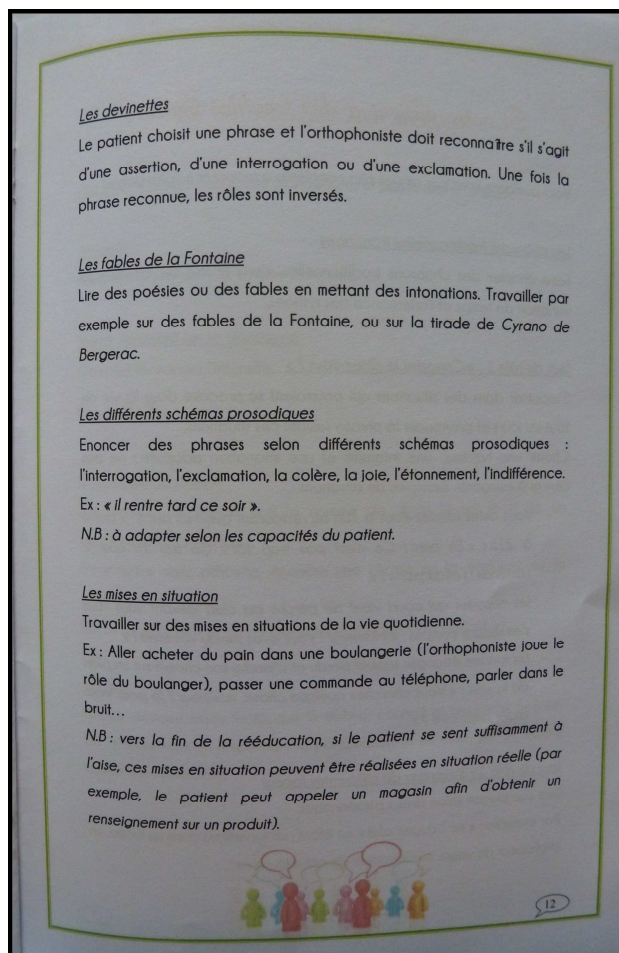 Les devinettes
Le patient choisit une phrase et l'orthophoniste doit reconnaître s'il s'agit
d'une assertion, d'une interrogation ou d'une exclamation. Une fois la
phrase reconnue, les rôles sont inversés.
Les fables de la Fontaine
Lire des poésies ou des fables en mettant des intonations. Travailler par
exemple sur des fables de la Fontaine, ou sur la tirade de Cyrano de
Bergerac.
Les différents schémas prosodiques
Enoncer des phrases selon différents schémas prosodiques :
l'interrogation, l'exclamation, la colère, la joie, l'étonnement, l'indifférence.
Ex : « il rentre tard ce soir ».
N.B : à adapter selon les capacités du patient.
Les mises en situation
Travailler sur des mises en situations de la vie quotidienne.
Ex : Aller acheter du pain dans une boulangerie (l'orthophoniste joue le
rôle du boulanger), passer une commande au téléphone, parler dans le
bruit...
N.B : vers la fin de la rééducation, si le patient se sent suffisamment à
l'aise, ces mises en situation peuvent être réalisées en situation réelle (par
exemple, le patient peut appeler un magasin afin d'obtenir un
renseignement sur un produit).
12